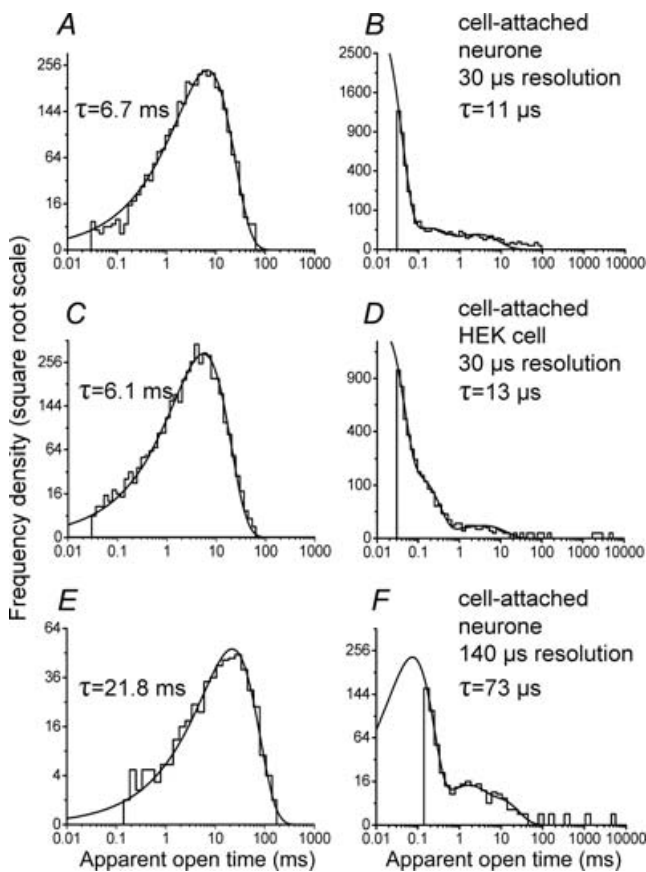 A
256
144
64
16
0
τ=6.7 ms
0.01 0.1 1 10 100 1000
B
cell-attached
neurone
30 µs resolution
τ=11 µs
2500
1600
900
400
100
0
0.01 0.1 1 10 100 1000 10000
Frequency density (square root scale)
C
256
144
64
16
0
τ=6.1 ms
0.01 0.1 1 10 100 1000
D
cell-attached
HEK cell
30 µs resolution
τ=13 µs
900
400
100
0
0.01 0.1 1 10 100 1000 10000
E
64
36
16
4
0
τ=21.8 ms
0.01 0.1 1 10 100 1000
Apparent open time (ms)
F
cell-attached
neurone
140 µs resolution
τ=73 µs
256
144
64
16
0
0.01 0.1 1 10 100 1000 10000
Apparent open time (ms)